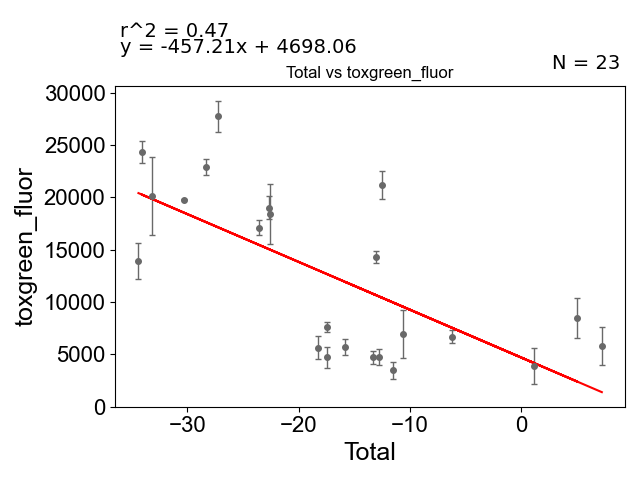 r^2 = 0.47
y = -457.21x + 4698.06
N = 23
Total vs toxgreen_fluor
30000
25000
20000
15000
10000
5000
0
toxgreen_fluor
−30
−20
−10
0
Total